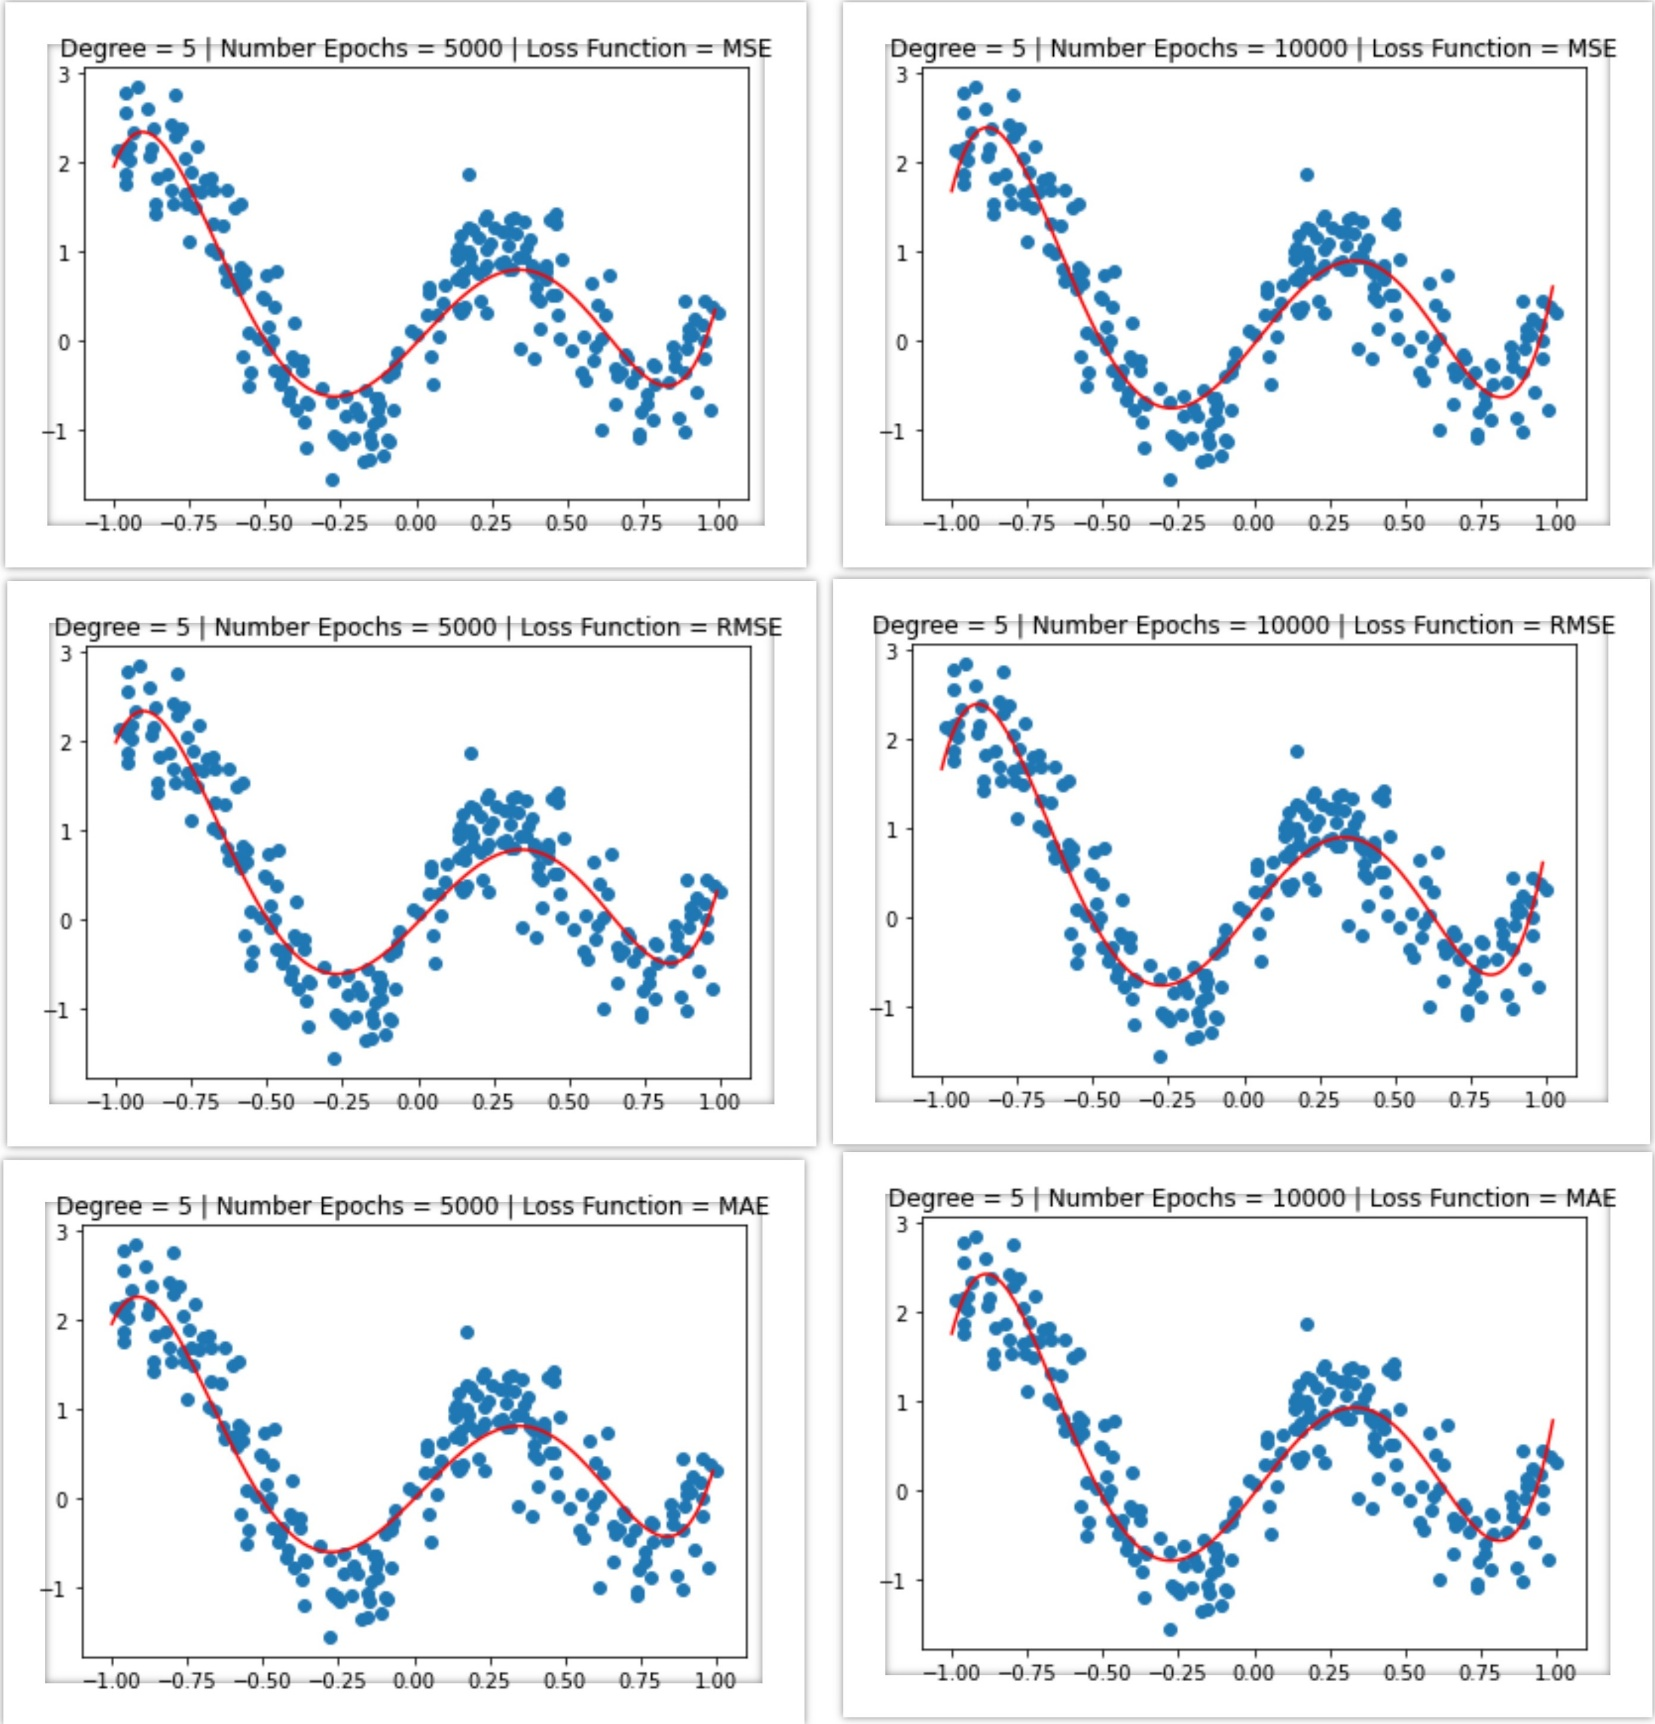 Degree = 5 | Number Epochs = 5000 | Loss Function = MSE
3
2
1
0
−1
−1.00 −0.75 −0.50 −0.25 0.00 0.25 0.50 0.75 1.00
Degree = 5 | Number Epochs = 10000 | Loss Function = MSE
3
2
1
0
−1
−1.00 −0.75 −0.50 −0.25 0.00 0.25 0.50 0.75 1.00
Degree = 5 | Number Epochs = 5000 | Loss Function = RMSE
3
2
1
0
−1
−1.00 −0.75 −0.50 −0.25 0.00 0.25 0.50 0.75 1.00
Degree = 5 | Number Epochs = 10000 | Loss Function = RMSE
3
2
1
0
−1
−1.00 −0.75 −0.50 −0.25 0.00 0.25 0.50 0.75 1.00
Degree = 5 | Number Epochs = 5000 | Loss Function = MAE
3
2
1
0
−1
−1.00 −0.75 −0.50 −0.25 0.00 0.25 0.50 0.75 1.00
Degree = 5 | Number Epochs = 10000 | Loss Function = MAE
3
2
1
0
−1
−1.00 −0.75 −0.50 −0.25 0.00 0.25 0.50 0.75 1.00